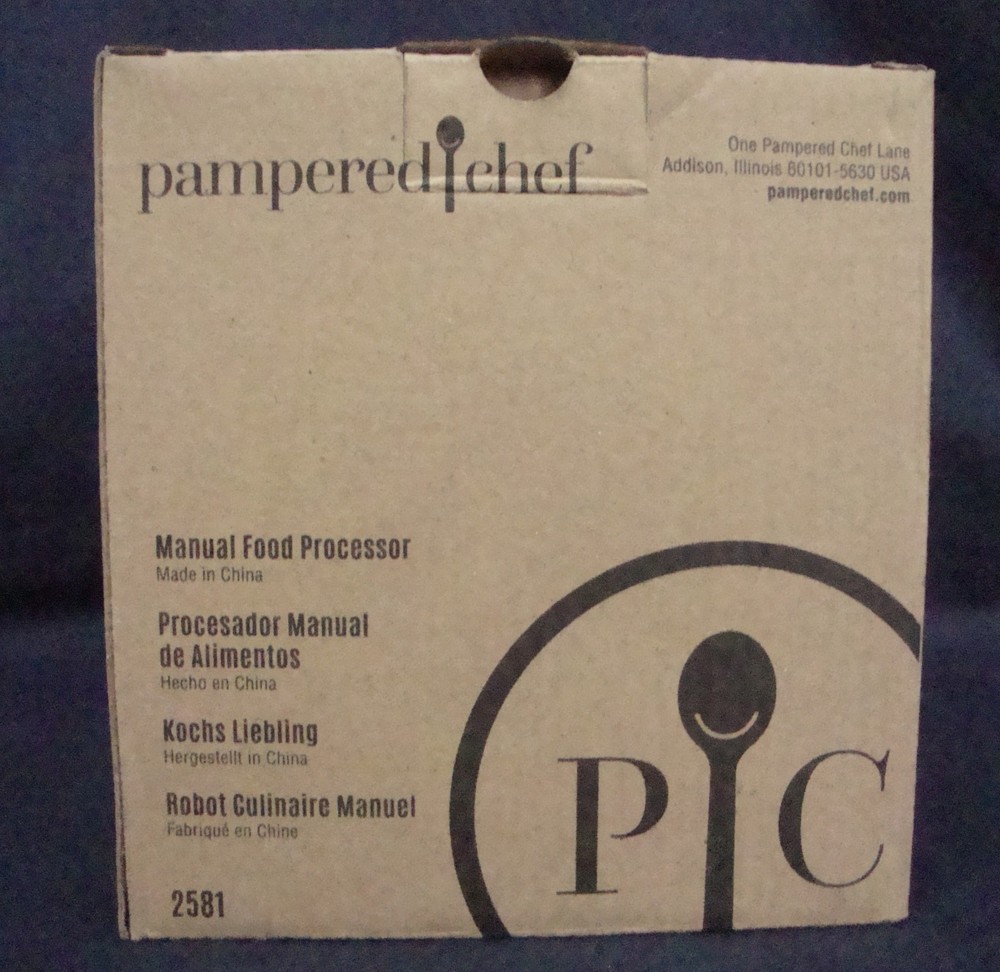 pampered chef
One Pampered Chef Lane
Addison, Illinois 60101-5630 USA
pamperedchef.com
Manual Food Processor
Made in China
Procesador Manual
de Alimentos
Hecho en China
Kochs Liebling
Hergestellt in China
Robot Culinaire Manuel
Fabriqué en Chine
2581
P C